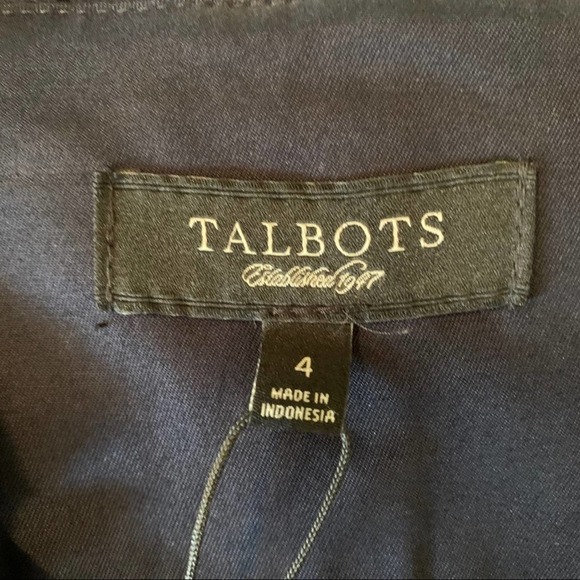 TALBOTS
Established 1947
4
MADE IN
INDONESIA